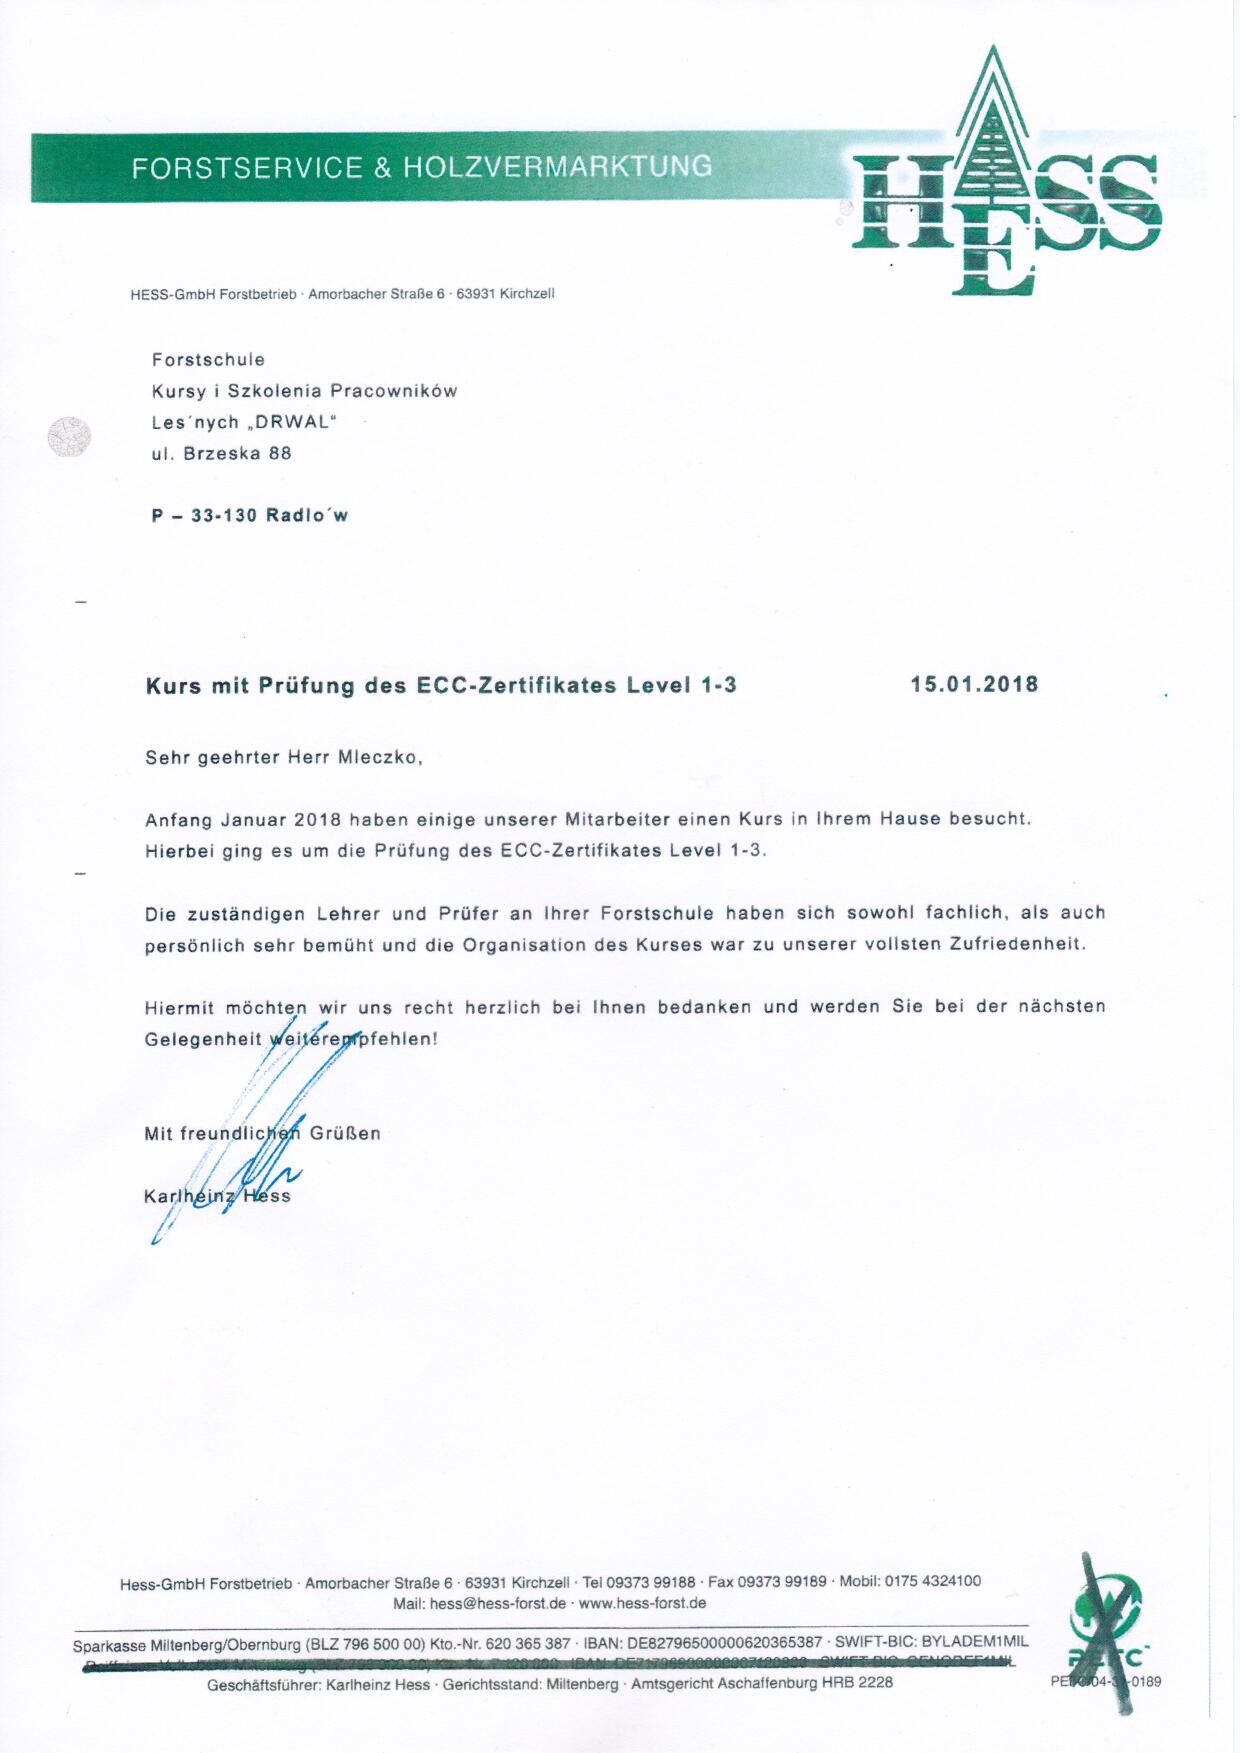 FORSTSERVICE & HOLZVERMARKTUNG
HESS
HESS-GmbH Forstbetrieb · Amorbacher Straße 6 · 63931 Kirchzell
Forstschule
Kursy i Szkolenia Pracowników
Les´nych „DRWAL“
ul. Brzeska 88
P – 33-130 Radlo´w
Kurs mit Prüfung des ECC-Zertifikates Level 1-3 15.01.2018
Sehr geehrter Herr Mleczko,
Anfang Januar 2018 haben einige unserer Mitarbeiter einen Kurs in Ihrem Hause besucht.
Hierbei ging es um die Prüfung des ECC-Zertifikates Level 1-3.
Die zuständigen Lehrer und Prüfer an Ihrer Forstschule haben sich sowohl fachlich, als auch
persönlich sehr bemüht und die Organisation des Kurses war zu unserer vollsten Zufriedenheit.
Hiermit möchten wir uns recht herzlich bei Ihnen bedanken und werden Sie bei der nächsten
Gelegenheit weiterempfehlen!
Mit freundlichen Grüßen
Karlheinz Hess
Hess-GmbH Forstbetrieb · Amorbacher Straße 6 · 63931 Kirchzell · Tel 09373 99188 · Fax 09373 99189 · Mobil: 0175 4324100
Mail: hess@hess-forst.de · www.hess-forst.de
Sparkasse Miltenberg/Obernburg (BLZ 796 500 00) Kto.-Nr. 620 365 387 · IBAN: DE82796500000620365387 · SWIFT-BIC: BYLADEM1MIL
Geschäftsführer: Karlheinz Hess · Gerichtsstand: Miltenberg · Amtsgericht Aschaffenburg HRB 2228
PEFC